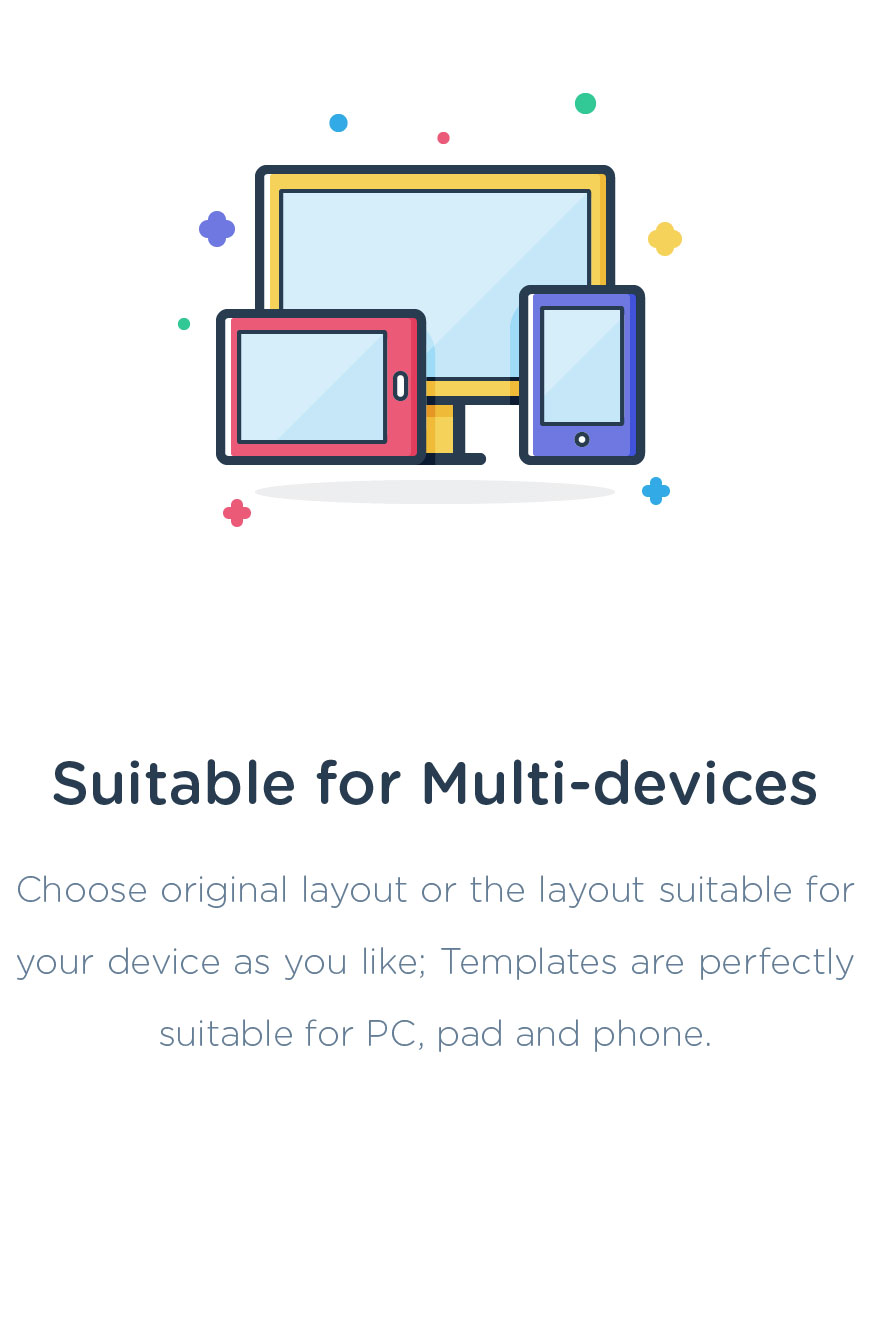 Suitable for Multi-devices
Choose original layout or the layout suitable for
your device as you like; Templates are perfectly
suitable for PC, pad and phone.